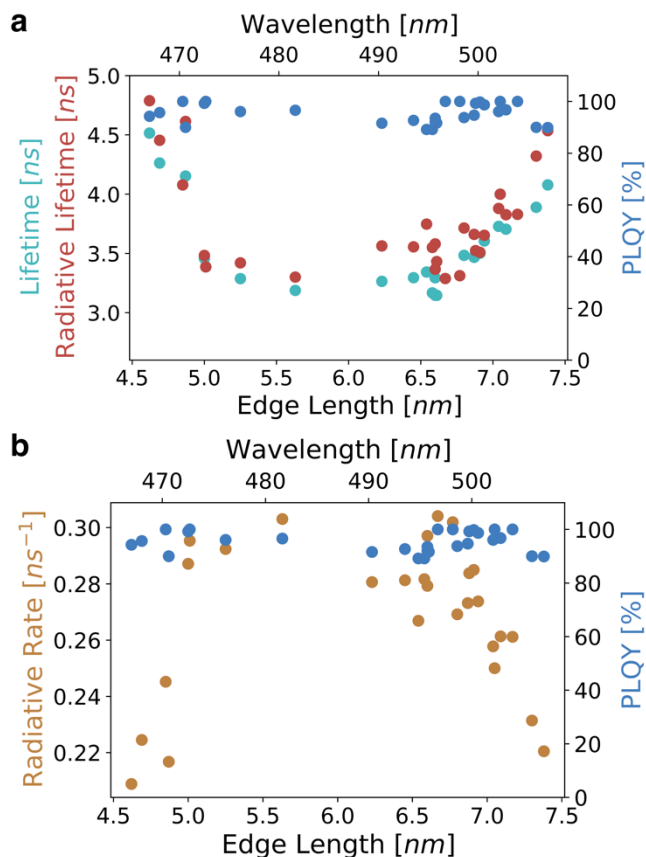 a
Wavelength [nm]
470 480 490 500
Lifetime [ns]
Radiative Lifetime [ns]
5.0
4.5
4.0
3.5
3.0
100
80
60
40
20
0
PLQY [%]
4.5 5.0 5.5 6.0 6.5 7.0 7.5
Edge Length [nm]
b
Wavelength [nm]
470 480 490 500
Radiative Rate [ns⁻¹]
0.30
0.28
0.26
0.24
0.22
100
80
60
40
20
0
PLQY [%]
4.5 5.0 5.5 6.0 6.5 7.0 7.5
Edge Length [nm]